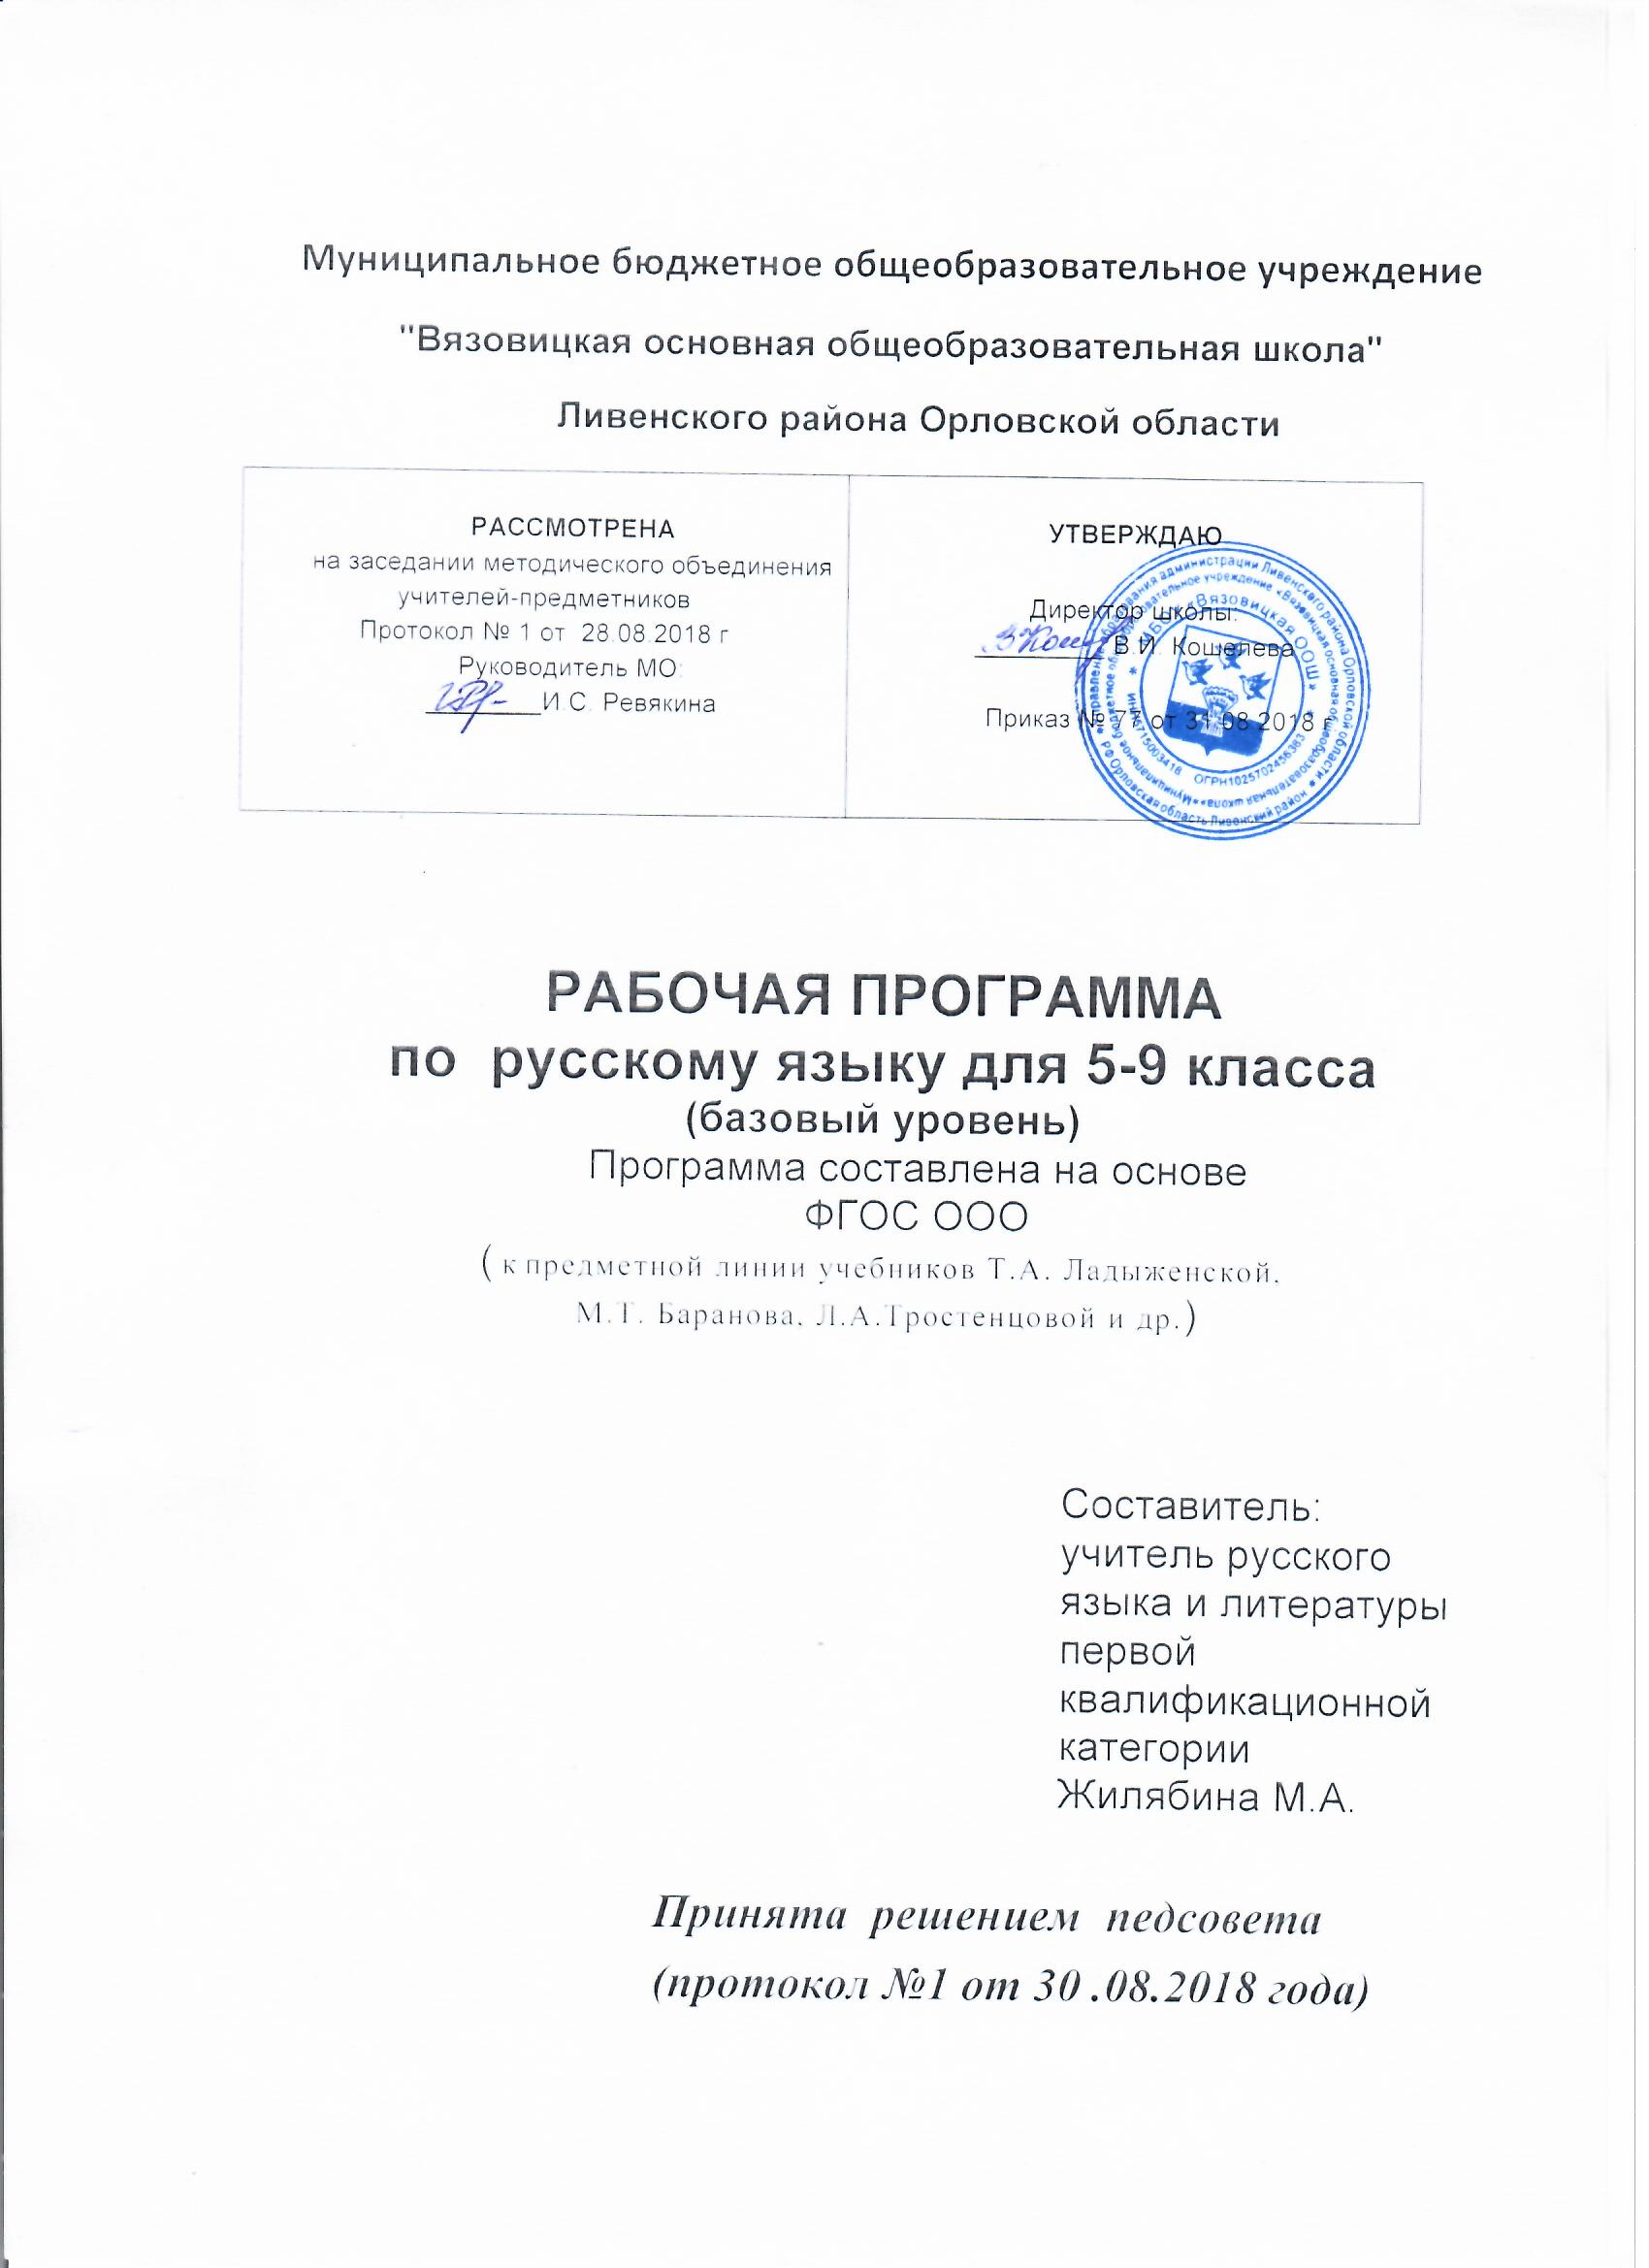 Муниципальное бюджетное общеобразовательное учреждение
"Вязовицкая основная общеобразовательная школа"
Ливенского района Орловской области
РАССМОТРЕНА
на заседании методического объединения
учителей-предметников
Протокол № 1 от 28.08.2018 г
Руководитель МО:
И.С. Ревякина
УТВЕРЖДАЮ
Директор школы:
В.И. Кошелева
Приказ № 77 от 31.08.2018 г
РАБОЧАЯ ПРОГРАММА
по русскому языку для 5-9 класса
(базовый уровень)
Программа составлена на основе
ФГОС ООО
( к предметной линии учебников Т.А. Ладыженской.
М.Т. Баранова. Л.А.Тростенцовой и др.)
Составитель:
учитель русского
языка и литературы
первой
квалификационной
категории
Жилябина М.А.
Принята решением педсовета
(протокол №1 от 30 .08.2018 года)